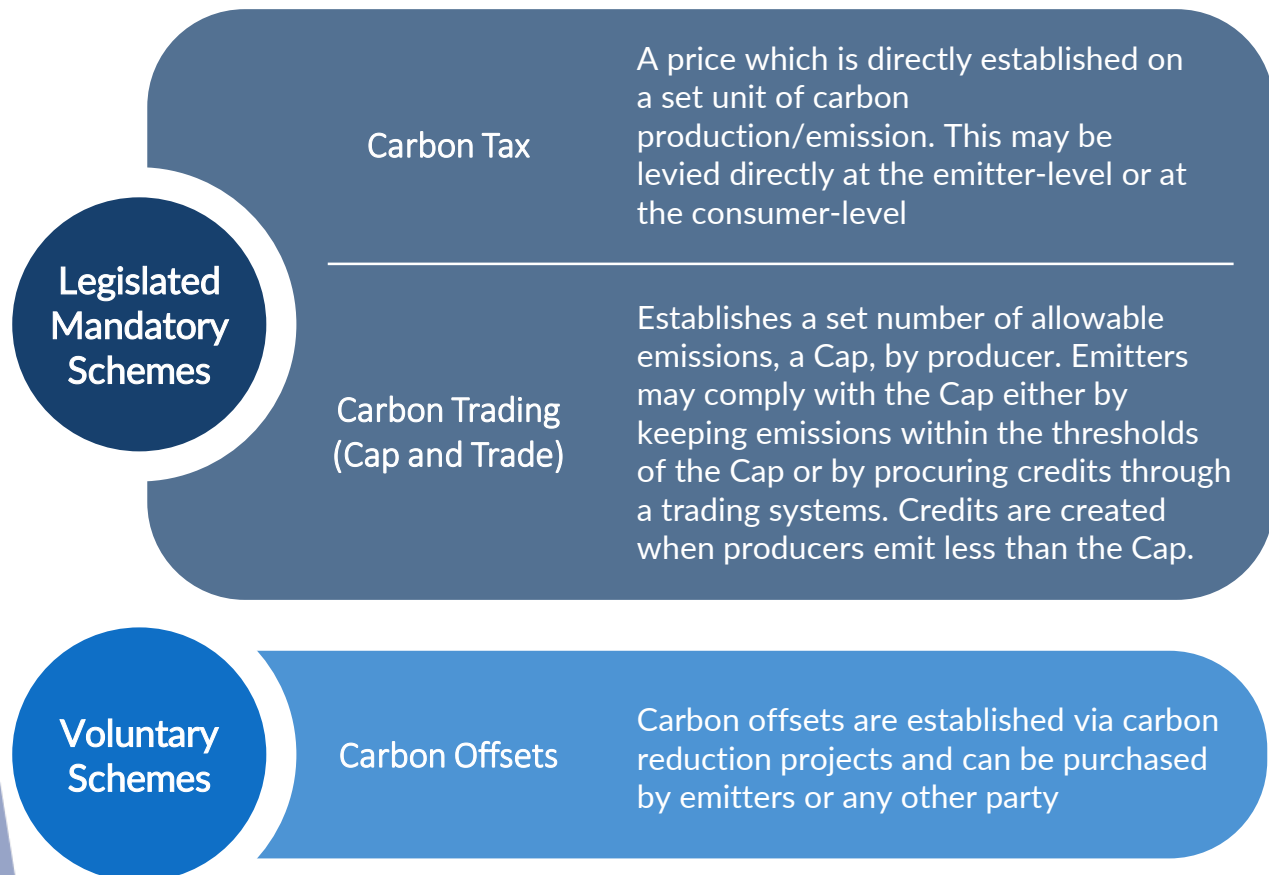 Legislated
Mandatory
Schemes
Carbon Tax
A price which is directly established on
a set unit of carbon
production/emission. This may be
levied directly at the emitter-level or at
the consumer-level
Carbon Trading
(Cap and Trade)
Establishes a set number of allowable
emissions, a Cap, by producer. Emitters
may comply with the Cap either by
keeping emissions within the thresholds
of the Cap or by procuring credits through
a trading systems. Credits are created
when producers emit less than the Cap.
Voluntary
Schemes
Carbon Offsets
Carbon offsets are established via carbon
reduction projects and can be purchased
by emitters or any other party